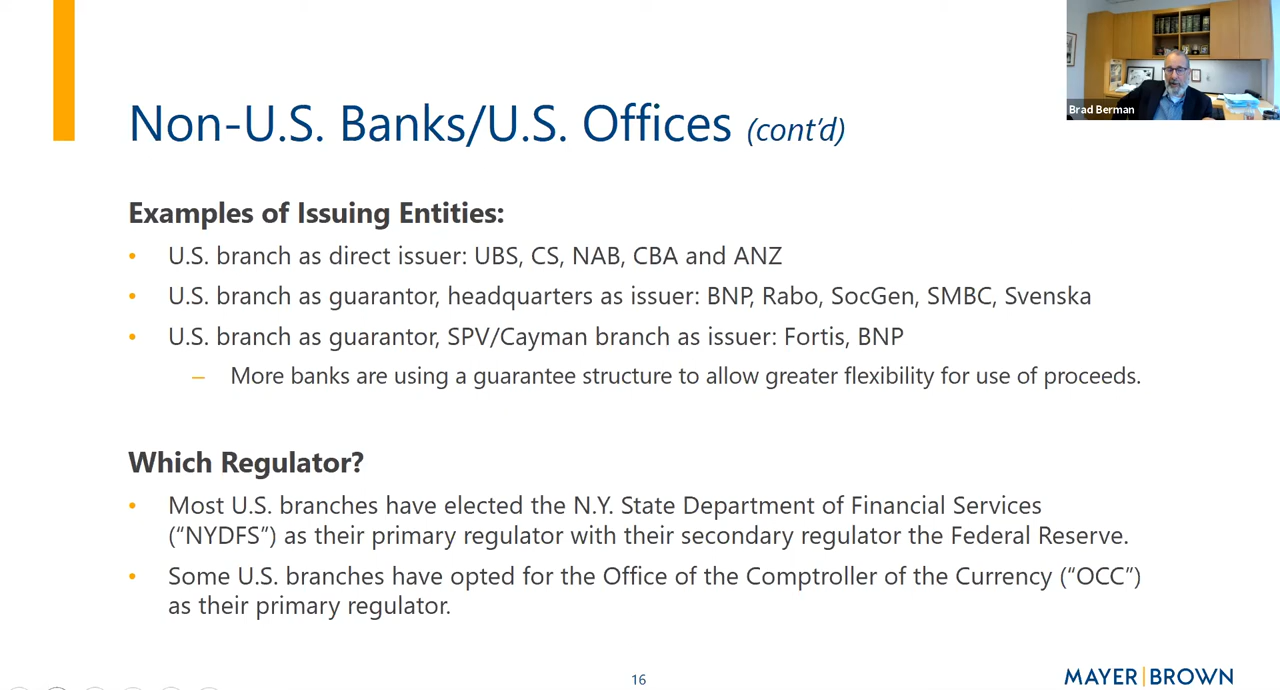 Brad Berman
Non-U.S. Banks/U.S. Offices (cont’d)
Examples of Issuing Entities:
• U.S. branch as direct issuer: UBS, CS, NAB, CBA and ANZ
• U.S. branch as guarantor, headquarters as issuer: BNP, Rabo, SocGen, SMBC, Svenska
• U.S. branch as guarantor, SPV/Cayman branch as issuer: Fortis, BNP
– More banks are using a guarantee structure to allow greater flexibility for use of proceeds.
Which Regulator?
• Most U.S. branches have elected the N.Y. State Department of Financial Services
(“NYDFS”) as their primary regulator with their secondary regulator the Federal Reserve.
• Some U.S. branches have opted for the Office of the Comptroller of the Currency (“OCC”)
as their primary regulator.
16
MAYER|BROWN